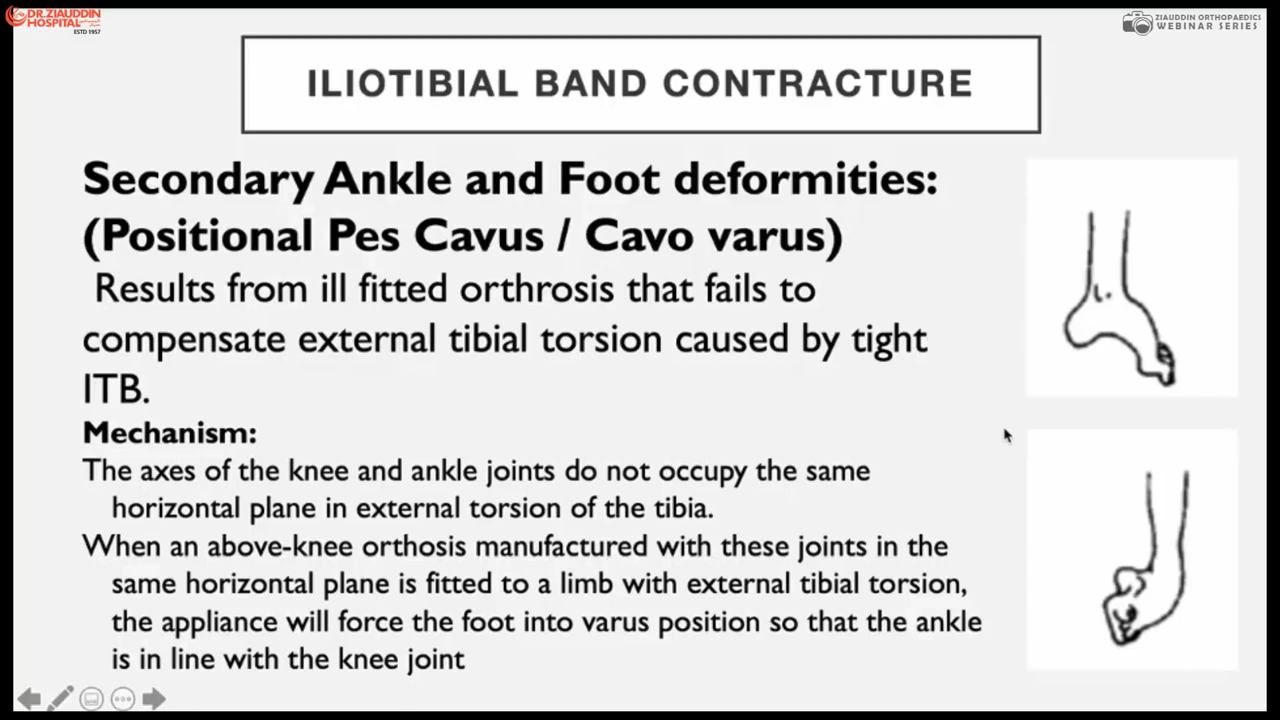 DR.ZIAUDDIN
HOSPITAL
ESTD 1957
ZIAUDDIN ORTHOPAEDICS
WEBINAR SERIES
ILIOTIBIAL BAND CONTRACTURE
Secondary Ankle and Foot deformities:
(Positional Pes Cavus / Cavo varus)
Results from ill fitted orthrosis that fails to
compensate external tibial torsion caused by tight
ITB.
Mechanism:
The axes of the knee and ankle joints do not occupy the same
horizontal plane in external torsion of the tibia.
When an above-knee orthosis manufactured with these joints in the
same horizontal plane is fitted to a limb with external tibial torsion,
the appliance will force the foot into varus position so that the ankle
is in line with the knee joint